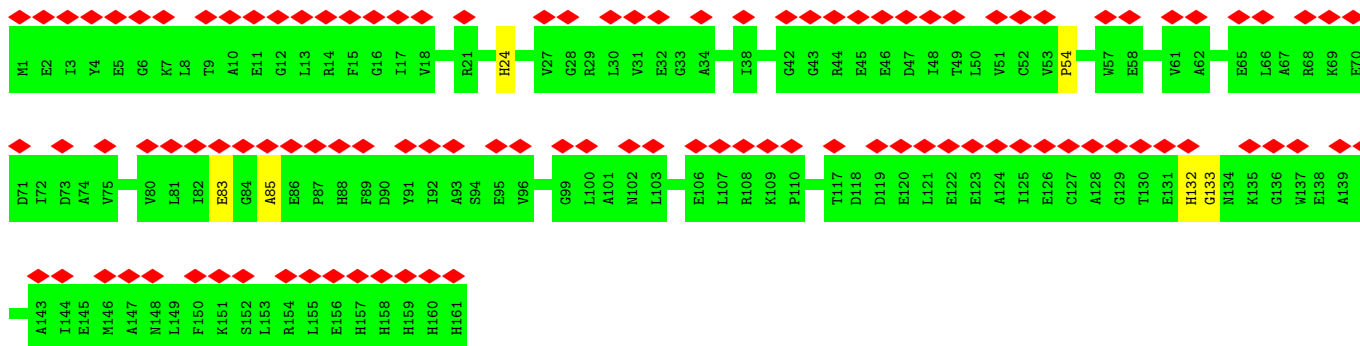 M1 E2 I3 Y4 E5 G6 K7 L8 T9 A10 E11 G12 L13 R14 F15 G16 I17 V18 R21 H24 V27 G28 R29 L30 V31 E32 G33 A34 I38 G42 G43 R44 E45 E46 D47 I48 T49 L50 V51 C52 V53 P54 W57 E58 V61 A62 E65 L66 A67 R68 K69 E70
D71 I72 D73 A74 V75 V80 L81 I82 E83 G84 A85 E86 P87 H88 F89 D90 Y91 I92 A93 S94 E95 V96 G99 L100 A101 N102 L103 E106 L107 R108 K109 P110 T117 D118 D119 E120 L121 E122 E123 A124 I125 E126 C127 A128 G129 T130 E131 H132 G133 N134 K135 G136 W137 E138 A139
A143 I144 E145 M146 A147 N148 L149 F150 K151 S152 L153 R154 L155 E156 H157 H158 H159 H160 H161